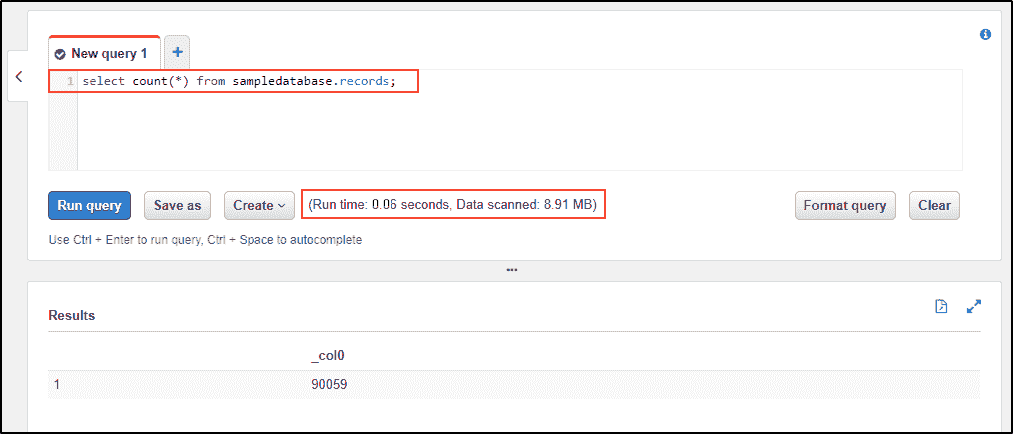 New query 1 +
1 select count(*) from sampledatabase.records;
Run query Save as Create (Run time: 0.06 seconds, Data scanned: 8.91 MB) Format query Clear
Use Ctrl + Enter to run query, Ctrl + Space to autocomplete
Results
_col0
1 90059